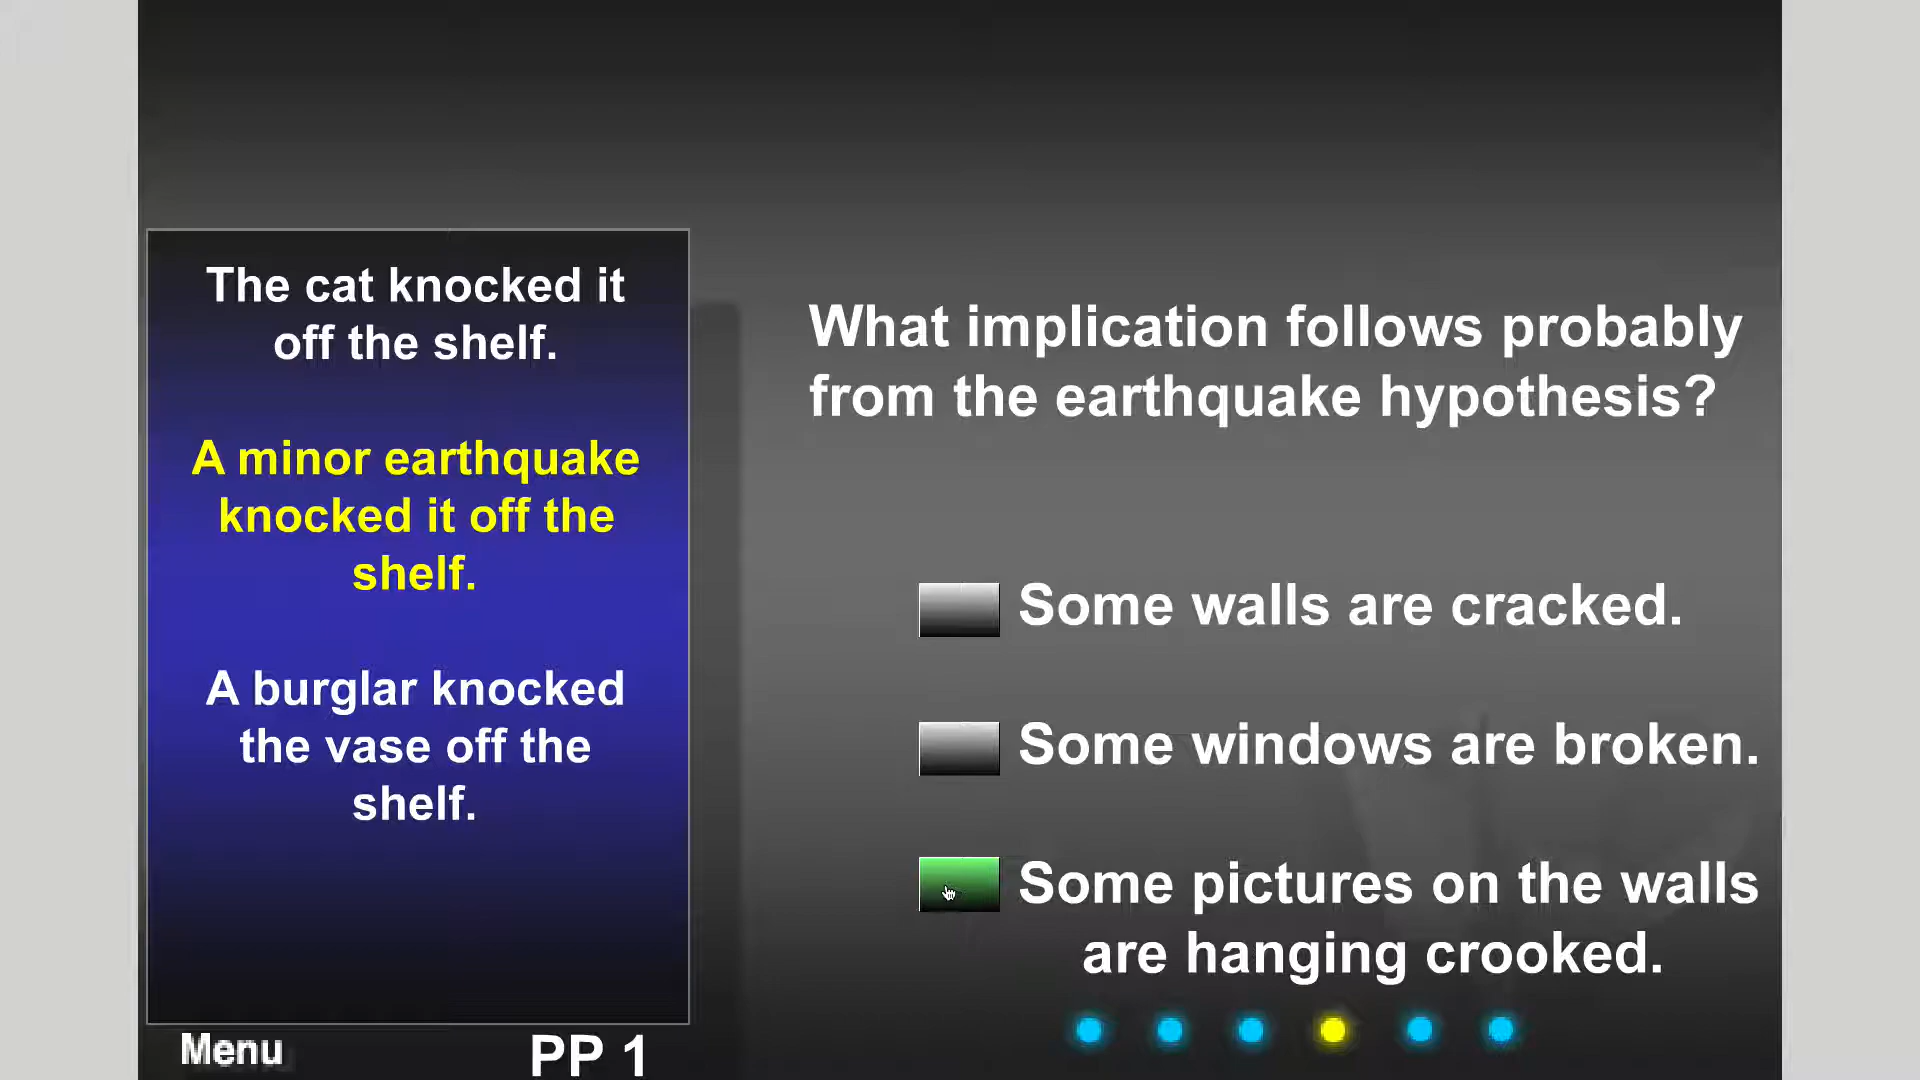 The cat knocked it
off the shelf.
A minor earthquake
knocked it off the
shelf.
A burglar knocked
the vase off the
shelf.
What implication follows probably
from the earthquake hypothesis?
Some walls are cracked.
Some windows are broken.
Some pictures on the walls
are hanging crooked.
Menu
PP 1